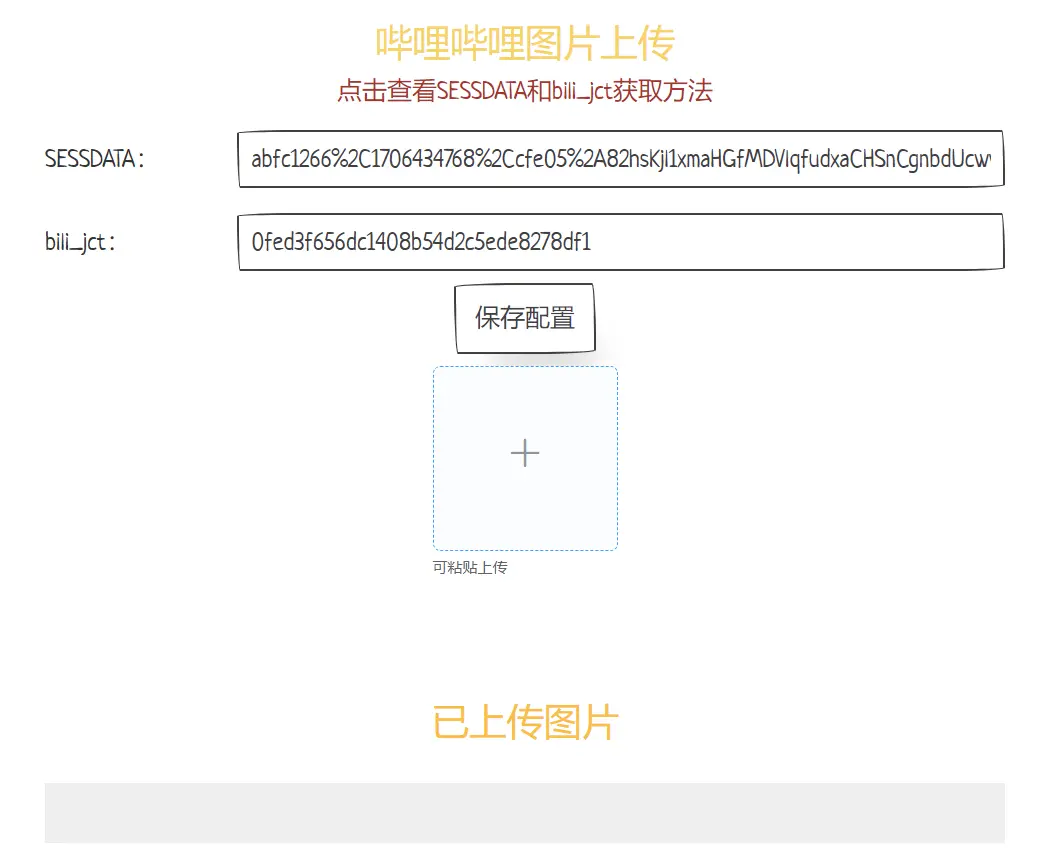 哔哩哔哩图片上传
点击查看SESSDATA和bili_jct获取方法
SESSDATA:
abfc1266%2C1706434768%2Ccfe05%2A82hsKjI1xmaHGfMDVIqfudxaCHSnCgnbdUcw
bili_jct:
0fed3f656dc1408b54d2c5ede8278df1
保存配置
可粘贴上传
已上传图片